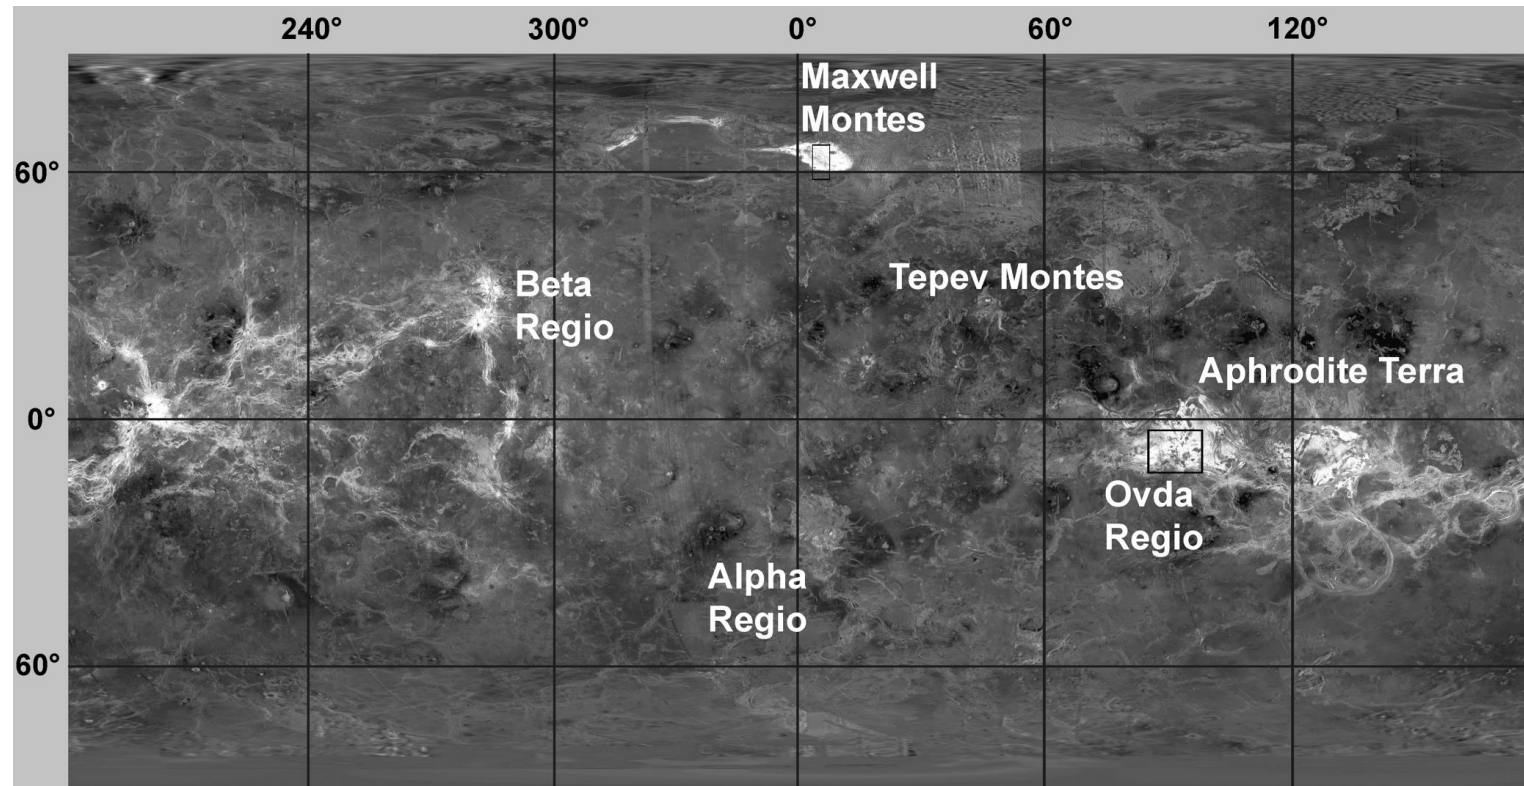 240° 300° 0° 60° 120°
Maxwell
Montes
60°
Tepev Montes
Beta
Regio
Aphrodite Terra
0°
Ovda
Regio
Alpha
Regio
60°